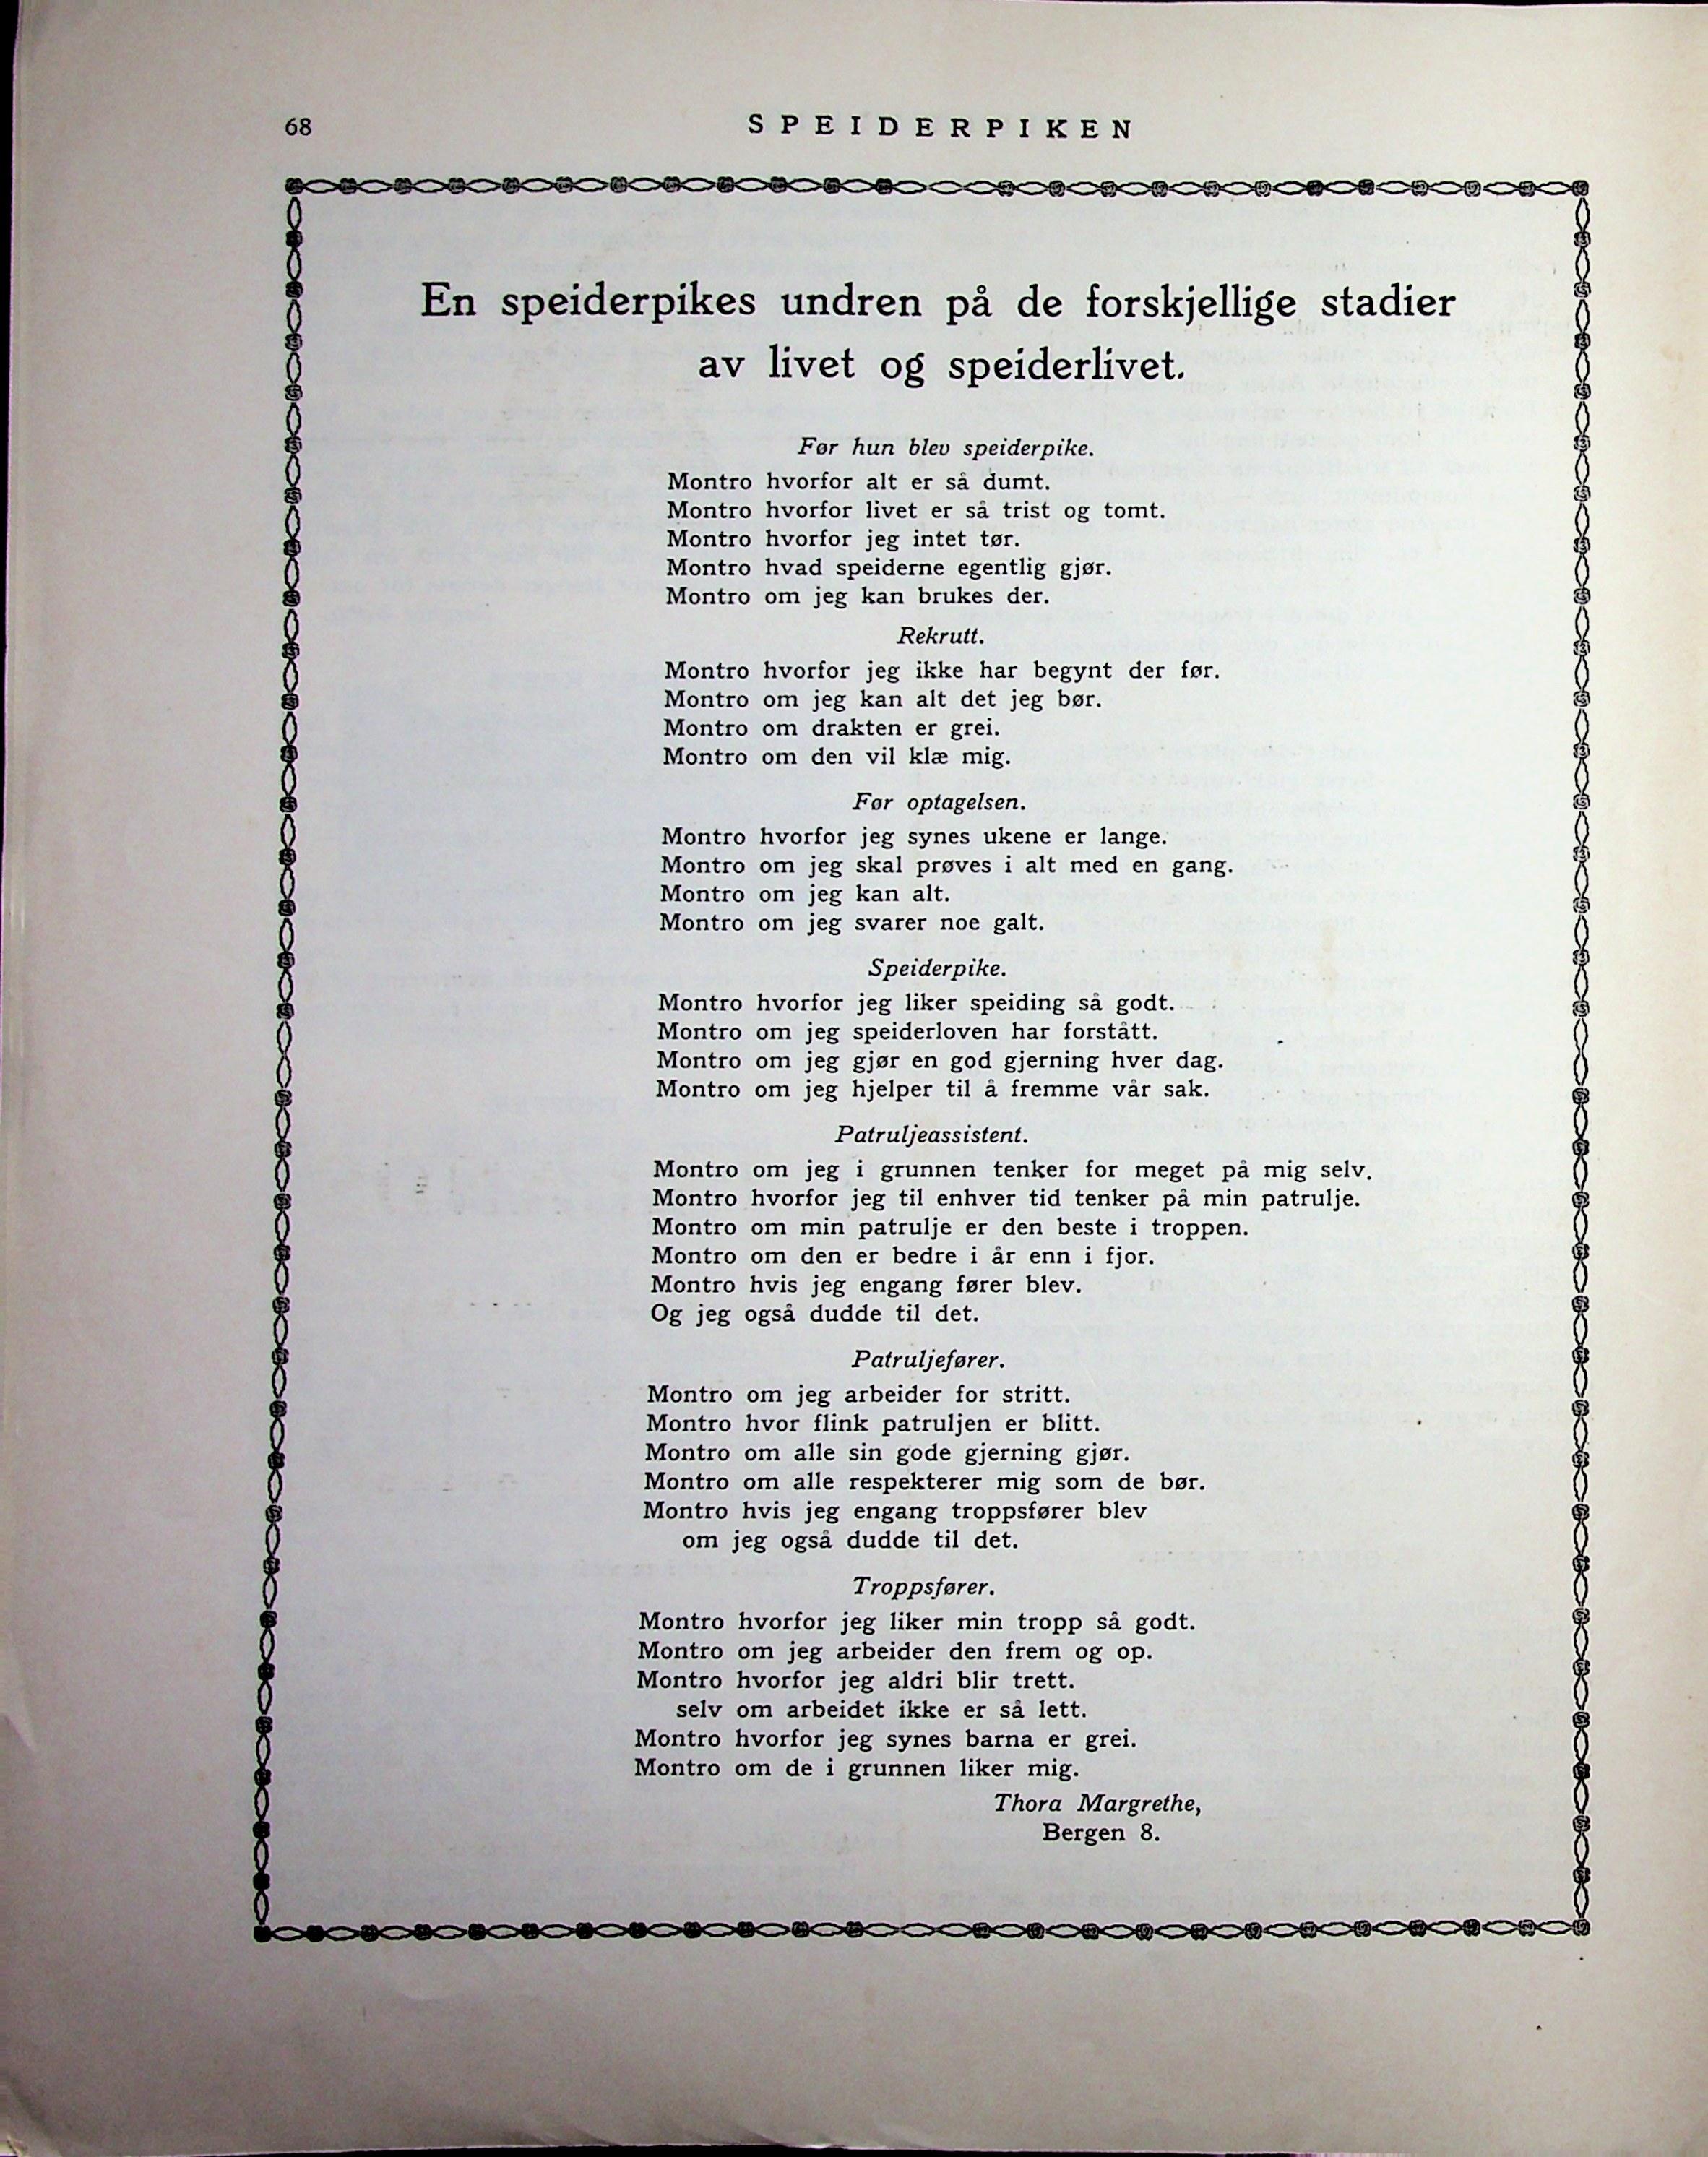 68
SPEIDERPIKEN
En speiderpikes undren på de forskjellige stadier
av livet og speiderlivet.
Før hun blev speiderpike.
Montro hvorfor alt er så dumt.
Montro hvorfor livet er så trist og tomt.
Montro hvorfor jeg intet tør.
Montro hvad speiderne egentlig gjør.
Montro om jeg kan brukes der.
Rekrutt.
Montro hvorfor jeg ikke har begynt der før.
Montro om jeg kan alt det jeg bør.
Montro om drakten er grei.
Montro om den vil klæ mig.
Før optagelsen.
Montro hvorfor jeg synes ukene er lange.
Montro om jeg skal prøves i alt med en gang.
Montro om jeg kan alt.
Montro om jeg svarer noe galt.
Speiderpike.
Montro hvorfor jeg liker speiding så godt.
Montro om jeg speiderloven har forstått.
Montro om jeg gjør en god gjerning hver dag.
Montro om jeg hjelper til å fremme vår sak.
Patruljeassistent.
Montro om jeg i grunnen tenker for meget på mig selv.
Montro hvorfor jeg til enhver tid tenker på min patrulje.
Montro om min patrulje er den beste i troppen.
Montro om den er bedre i år enn i fjor.
Montro hvis jeg engang fører blev.
Og jeg også dudde til det.
Patruljefører.
Montro om jeg arbeider for stritt.
Montro hvor flink patruljen er blitt.
Montro om alle sin gode gjerning gjør.
Montro om alle respekterer mig som de bør.
Montro hvis jeg engang troppsfører blev
om jeg også dudde til det.
Troppsfører.
Montro hvorfor jeg liker min tropp så godt.
Montro om jeg arbeider den frem og op.
Montro hvorfor jeg aldri blir trett.
selv om arbeidet ikke er så lett.
Montro hvorfor jeg synes barna er grei.
Montro om de i grunnen liker mig.
Thora Margrethe,
Bergen 8.